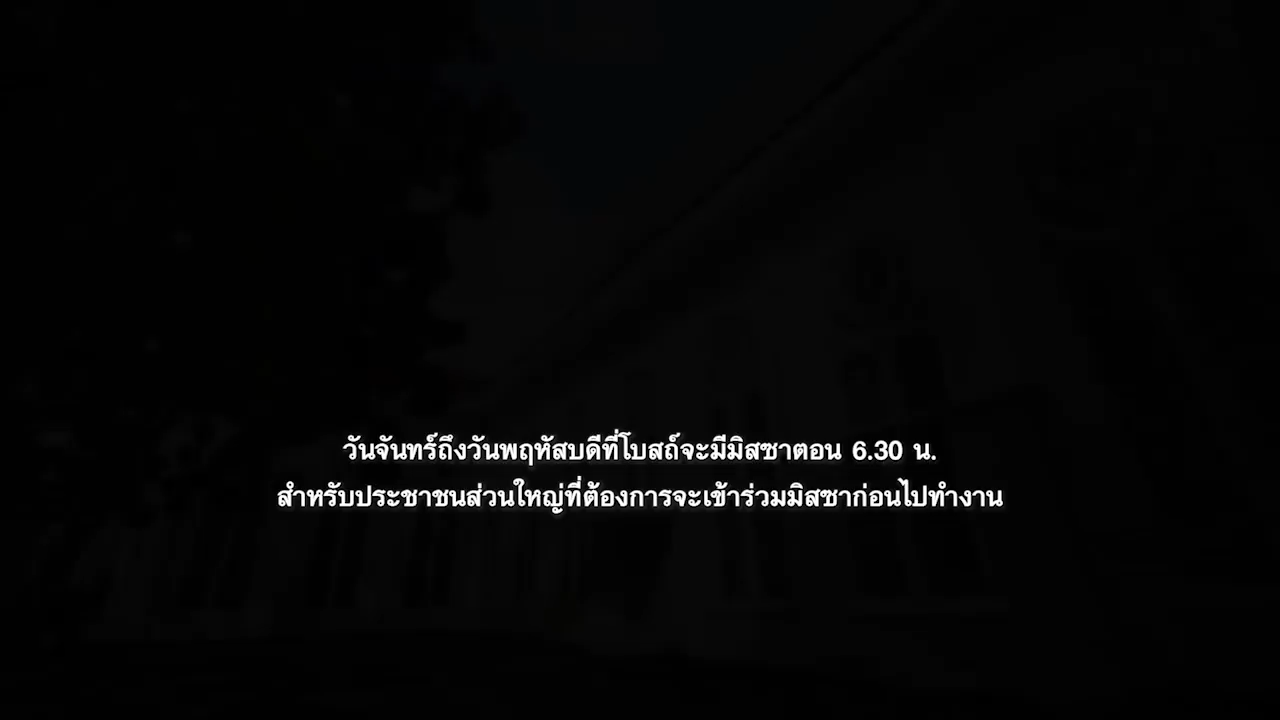 วันจันทร์ถึงวันพฤหัสบดีที่โบสถ์จะมีมิสซาตอน 6.30 น.
สำหรับประชาชนส่วนใหญ่ที่ต้องการจะเข้าร่วมมิสซาก่อนไปทำงาน